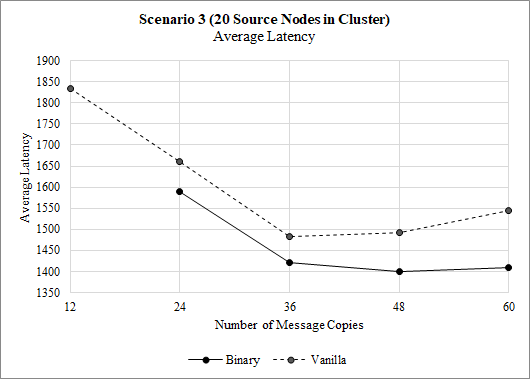 Scenario 3 (20 Source Nodes in Cluster)
Average Latency
1900
1850
1800
1750
1700
1650
1600
1550
1500
1450
1400
1350
Average Latency
12 24 36 48 60
Number of Message Copies
Binary Vanilla